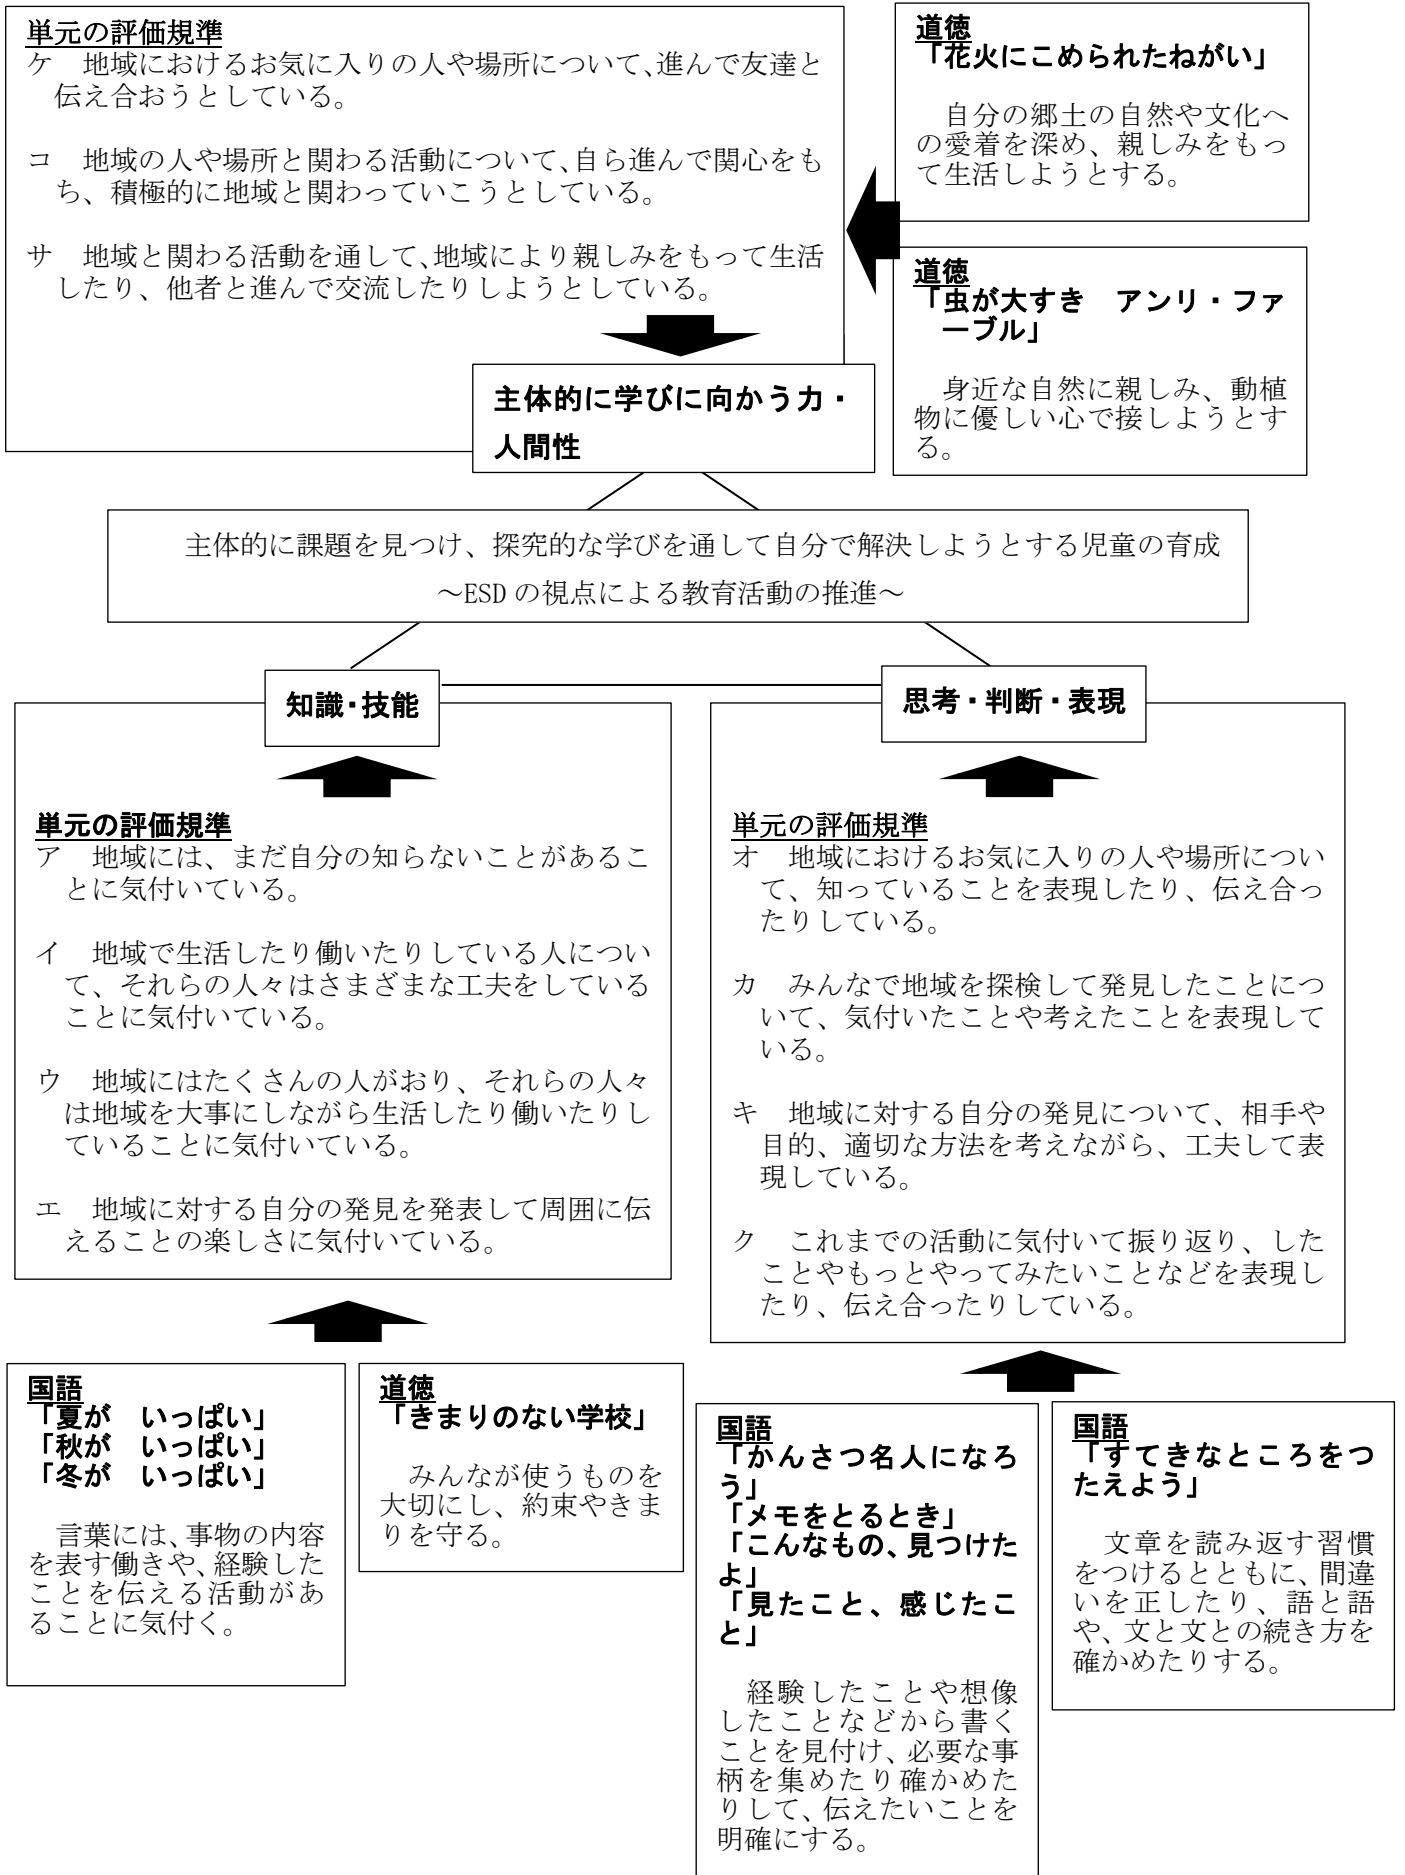 単元の評価規準
ケ　地域におけるお気に入りの人や場所について、進んで友達と
伝え合おうとしている。
コ　地域の人や場所と関わる活動について、自ら進んで関心をも
ち、積極的に地域と関わっていこうとしている。
サ　地域と関わる活動を通して、地域により親しみをもって生活
したり、他者と進んで交流したりしようとしている。
道徳
「花火にこめられたねがい」
自分の郷土の自然や文化へ
の愛着を深め、親しみをもっ
て生活しようとする。
道徳
「虫が大すき　アンリ・ファ
ーブル」
身近な自然に親しみ、動植
物に優しい心で接しようとす
る。
主体的に学びに向かう力・
人間性
主体的に課題を見つけ、探究的な学びを通して自分で解決しようとする児童の育成
～ESDの視点による教育活動の推進～
知識・技能
単元の評価規準
ア　地域には、まだ自分の知らないことがあるこ
とに気付いている。
イ　地域で生活したり働いたりしている人につい
て、それらの人々はさまざまな工夫をしている
ことに気付いている。
ウ　地域にはたくさんの人がおり、それらの人々
は地域を大事にしながら生活したり働いたりし
ていることに気付いている。
エ　地域に対する自分の発見を発表して周囲に伝
えることの楽しさに気付いている。
思考・判断・表現
単元の評価規準
オ　地域におけるお気に入りの人や場所につい
て、知っていることを表現したり、伝え合っ
たりしている。
カ　みんなで地域を探検して発見したことにつ
いて、気付いたことや考えたことを表現して
いる。
キ　地域に対する自分の発見について、相手や
目的、適切な方法を考えながら、工夫して表
現している。
ク　これまでの活動に気付いて振り返り、した
ことやもっとやってみたいことなどを表現し
たり、伝え合ったりしている。
国語
「夏が　いっぱい」
「秋が　いっぱい」
「冬が　いっぱい」
言葉には、事物の内容
を表す働きや、経験した
ことを伝える活動があ
ることに気付く。
道徳
「きまりのない学校」
みんなが使うものを
大切にし、約束やきま
りを守る。
国語
「かんさつ名人になろ
う」
「メモをとるとき」
「こんなもの、見つけた
よ」
「見たこと、感じたこ
と」
経験したことや想像
したことなどから書く
ことを見付け、必要な事
柄を集めたり確かめた
りして、伝えたいことを
明確にする。
国語
「すてきなところをつ
たえよう」
文章を読み返す習慣
をつけるとともに、間違
いを正したり、語と語
や、文と文との続き方を
確かめたりする。